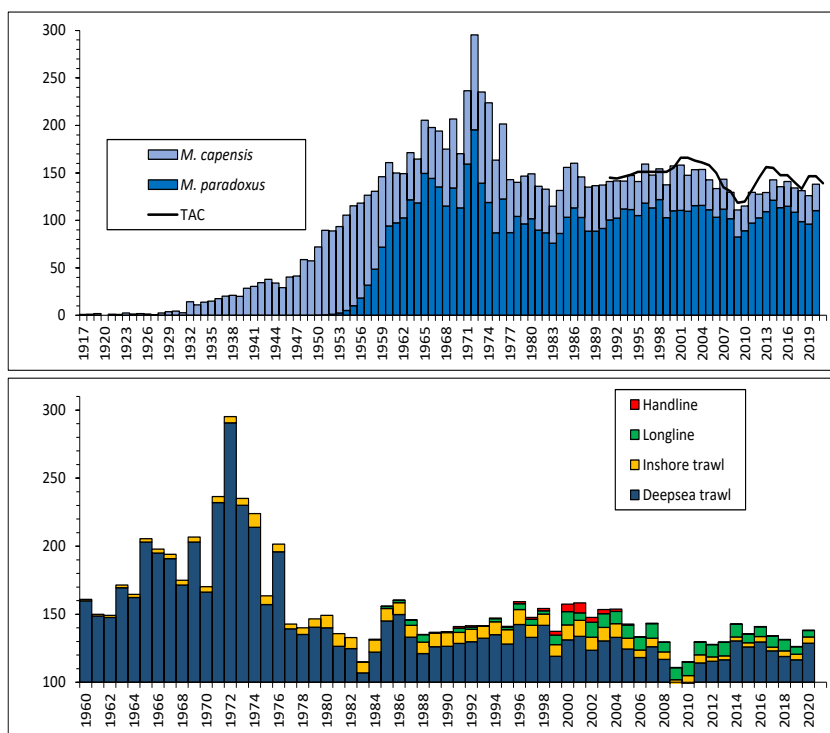 300
250
200
150
100
50
0
M. capensis
M. paradoxus
TAC
1917 1920 1923 1926 1929 1932 1935 1938 1941 1944 1947 1950 1953 1956 1959 1962 1965 1968 1971 1974 1977 1980 1983 1986 1989 1992 1995 1998 2001 2004 2007 2010 2013 2016 2019
300
250
200
150
100
Handline
Longline
Inshore trawl
Deepsea trawl
1960 1962 1964 1966 1968 1970 1972 1974 1976 1978 1980 1982 1984 1986 1988 1990 1992 1994 1996 1998 2000 2002 2004 2006 2008 2010 2012 2014 2016 2018 2020